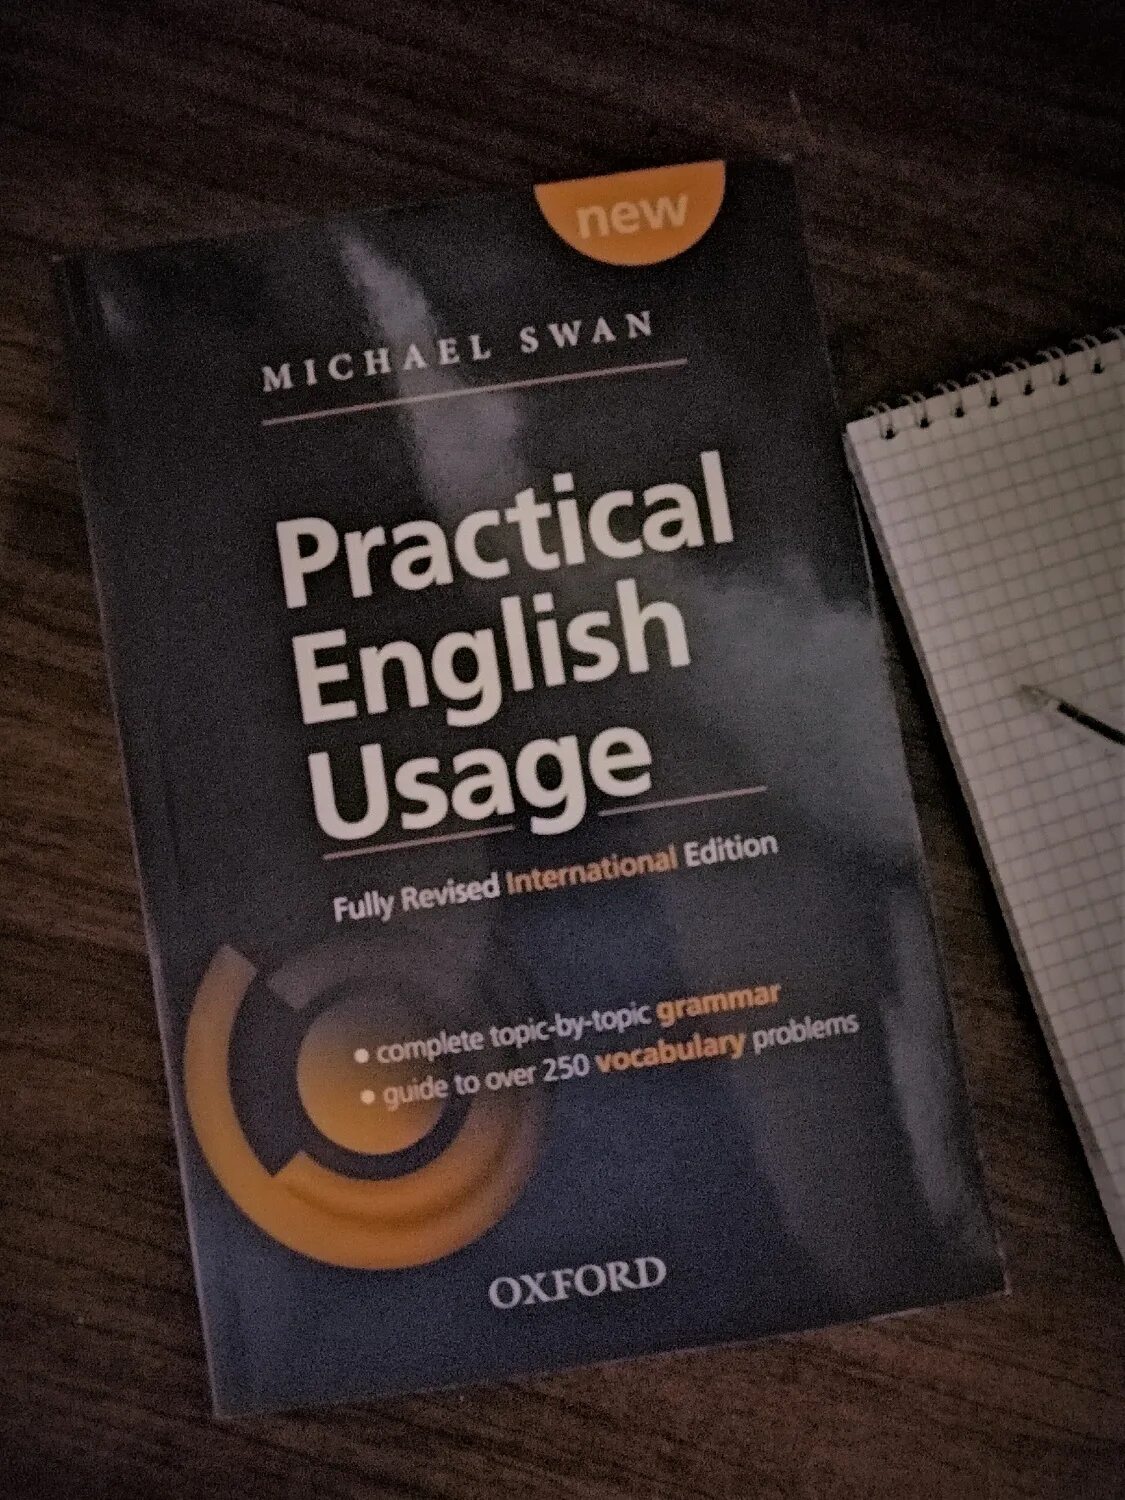 new
MICHAEL SWAN
Practical
English
Usage
Fully Revised International Edition
• complete topic-by-topic grammar
• guide to over 250 vocabulary problems
OXFORD